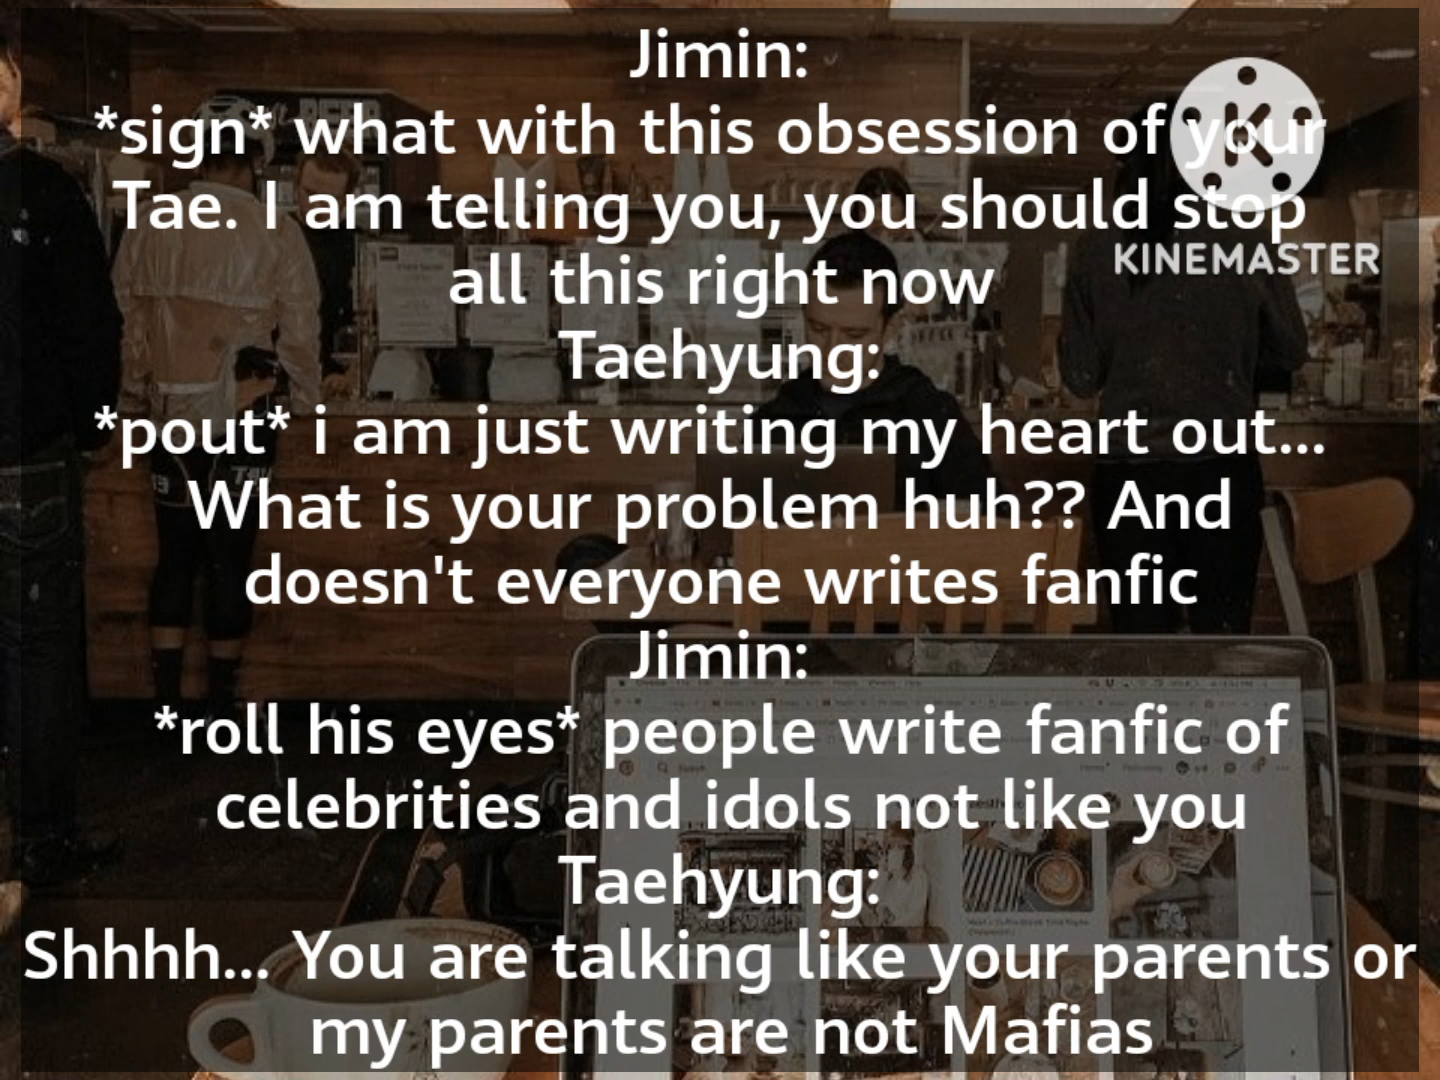 Jimin:
*sign* what with this obsession of your
Tae. I am telling you, you should stop
all this right now
Taehyung:
*pout* i am just writing my heart out...
What is your problem huh?? And
doesn't everyone writes fanfic
Jimin:
*roll his eyes* people write fanfic of
celebrities and idols not like you
Taehyung:
Shhhh... You are talking like your parents or
my parents are not Mafias
K
KINEMASTER